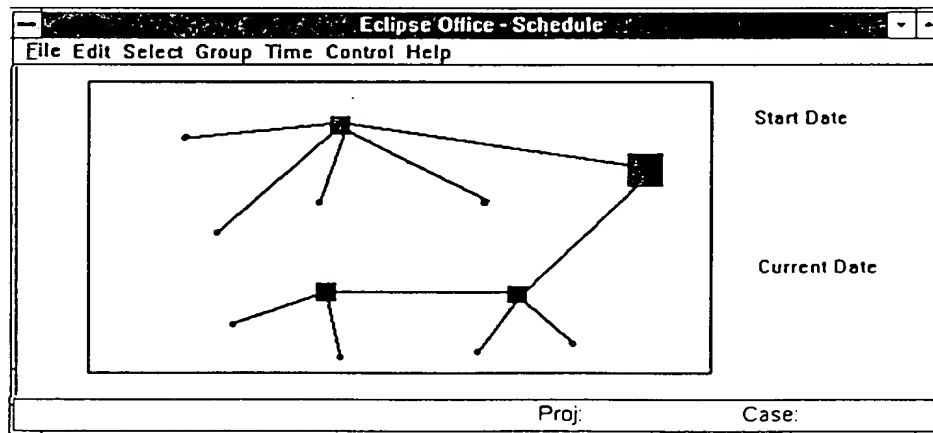 Eclipse Office - Schedule
File Edit Select Group Time Control Help
Start Date
Current Date
Proj: Case: